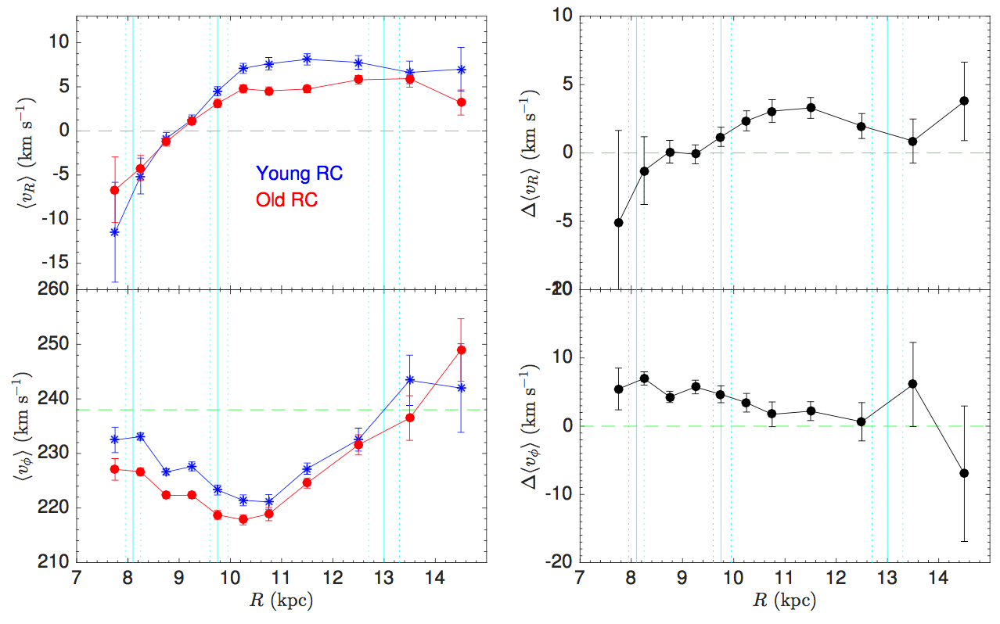 10
5
0
-5
-10
-15
⟨v_R⟩ (km s⁻¹)
Young RC
Old RC
260
250
240
230
220
210
⟨v_ϕ⟩ (km s⁻¹)
7 8 9 10 11 12 13 14
R (kpc)
10
5
0
-5
Δ⟨v_R⟩ (km s⁻¹)
10
0
-10
-20
Δ⟨v_ϕ⟩ (km s⁻¹)
7 8 9 10 11 12 13 14
R (kpc)